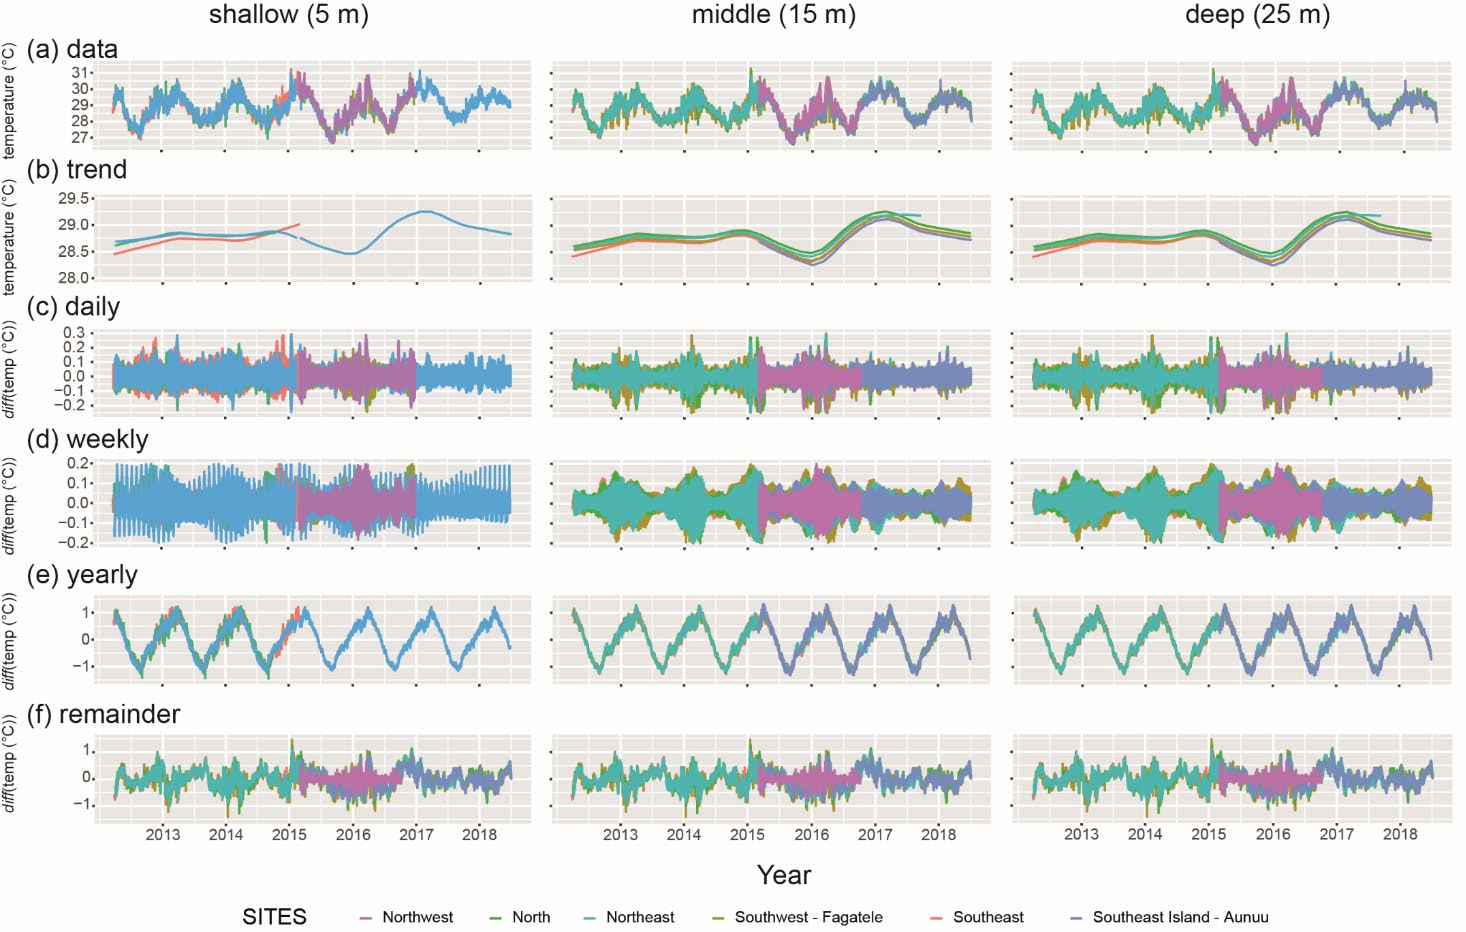 shallow (5 m) middle (15 m) deep (25 m)
(a) data
temperature (°C)
31
30
29
28
27
(b) trend
temperature (°C)
29.5
29.0
28.5
28.0
(c) daily
diff(temp (°C))
0.3
0.2
0.1
0.0
−0.1
−0.2
(d) weekly
diff(temp (°C))
0.2
0.1
0.0
−0.1
−0.2
(e) yearly
diff(temp (°C))
1
0
−1
(f) remainder
diff(temp (°C))
1
0
−1
2013 2014 2015 2016 2017 2018 2013 2014 2015 2016 2017 2018 2013 2014 2015 2016 2017 2018
Year
SITES Northwest North Northeast Southwest - Fagatele Southeast Southeast Island - Aunuu